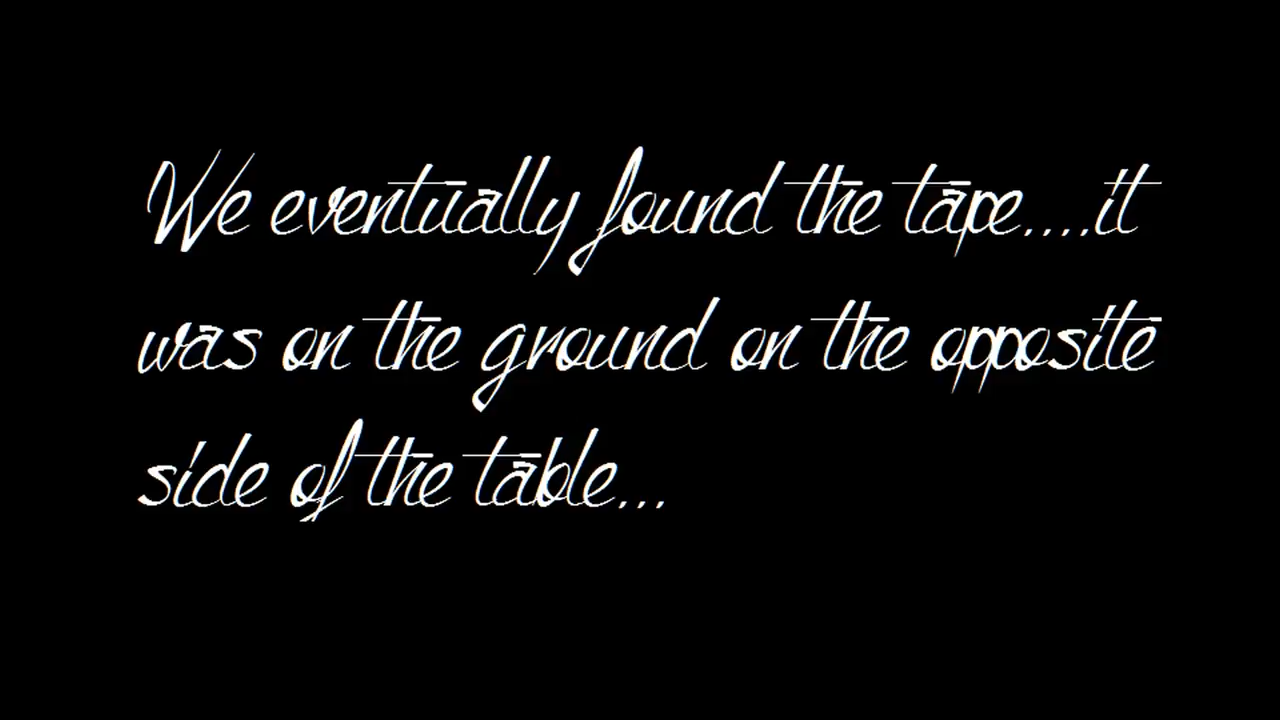 We eventually found the tape....it
was on the ground on the opposite
side of the table...